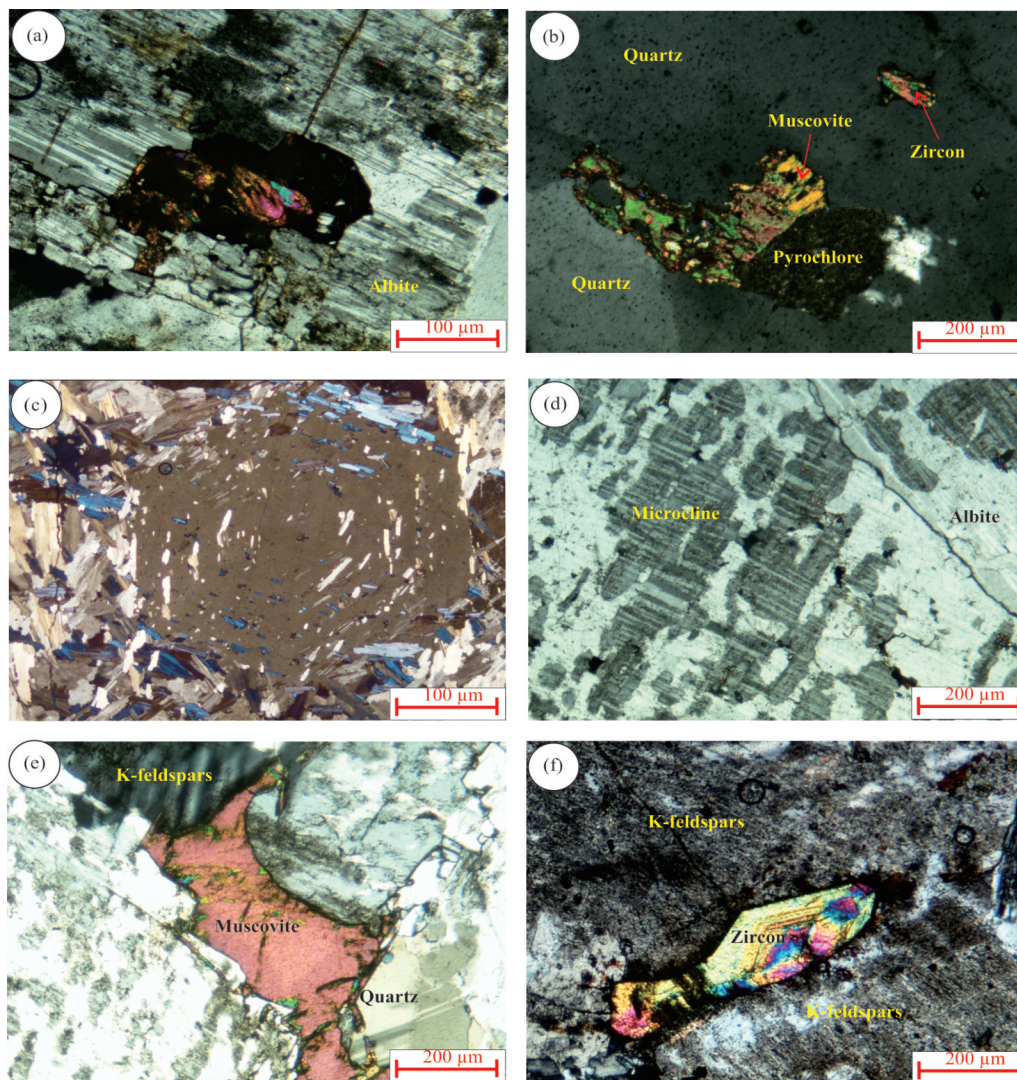 (a)
Albite
100 µm
(b)
Quartz
Muscovite
Zircon
Pyrochlore
Quartz
200 µm
(c)
100 µm
(d)
Microcline
Albite
200 µm
(e)
K-feldspars
Muscovite
Quartz
200 µm
(f)
K-feldspars
Zircon
K-feldspars
200 µm